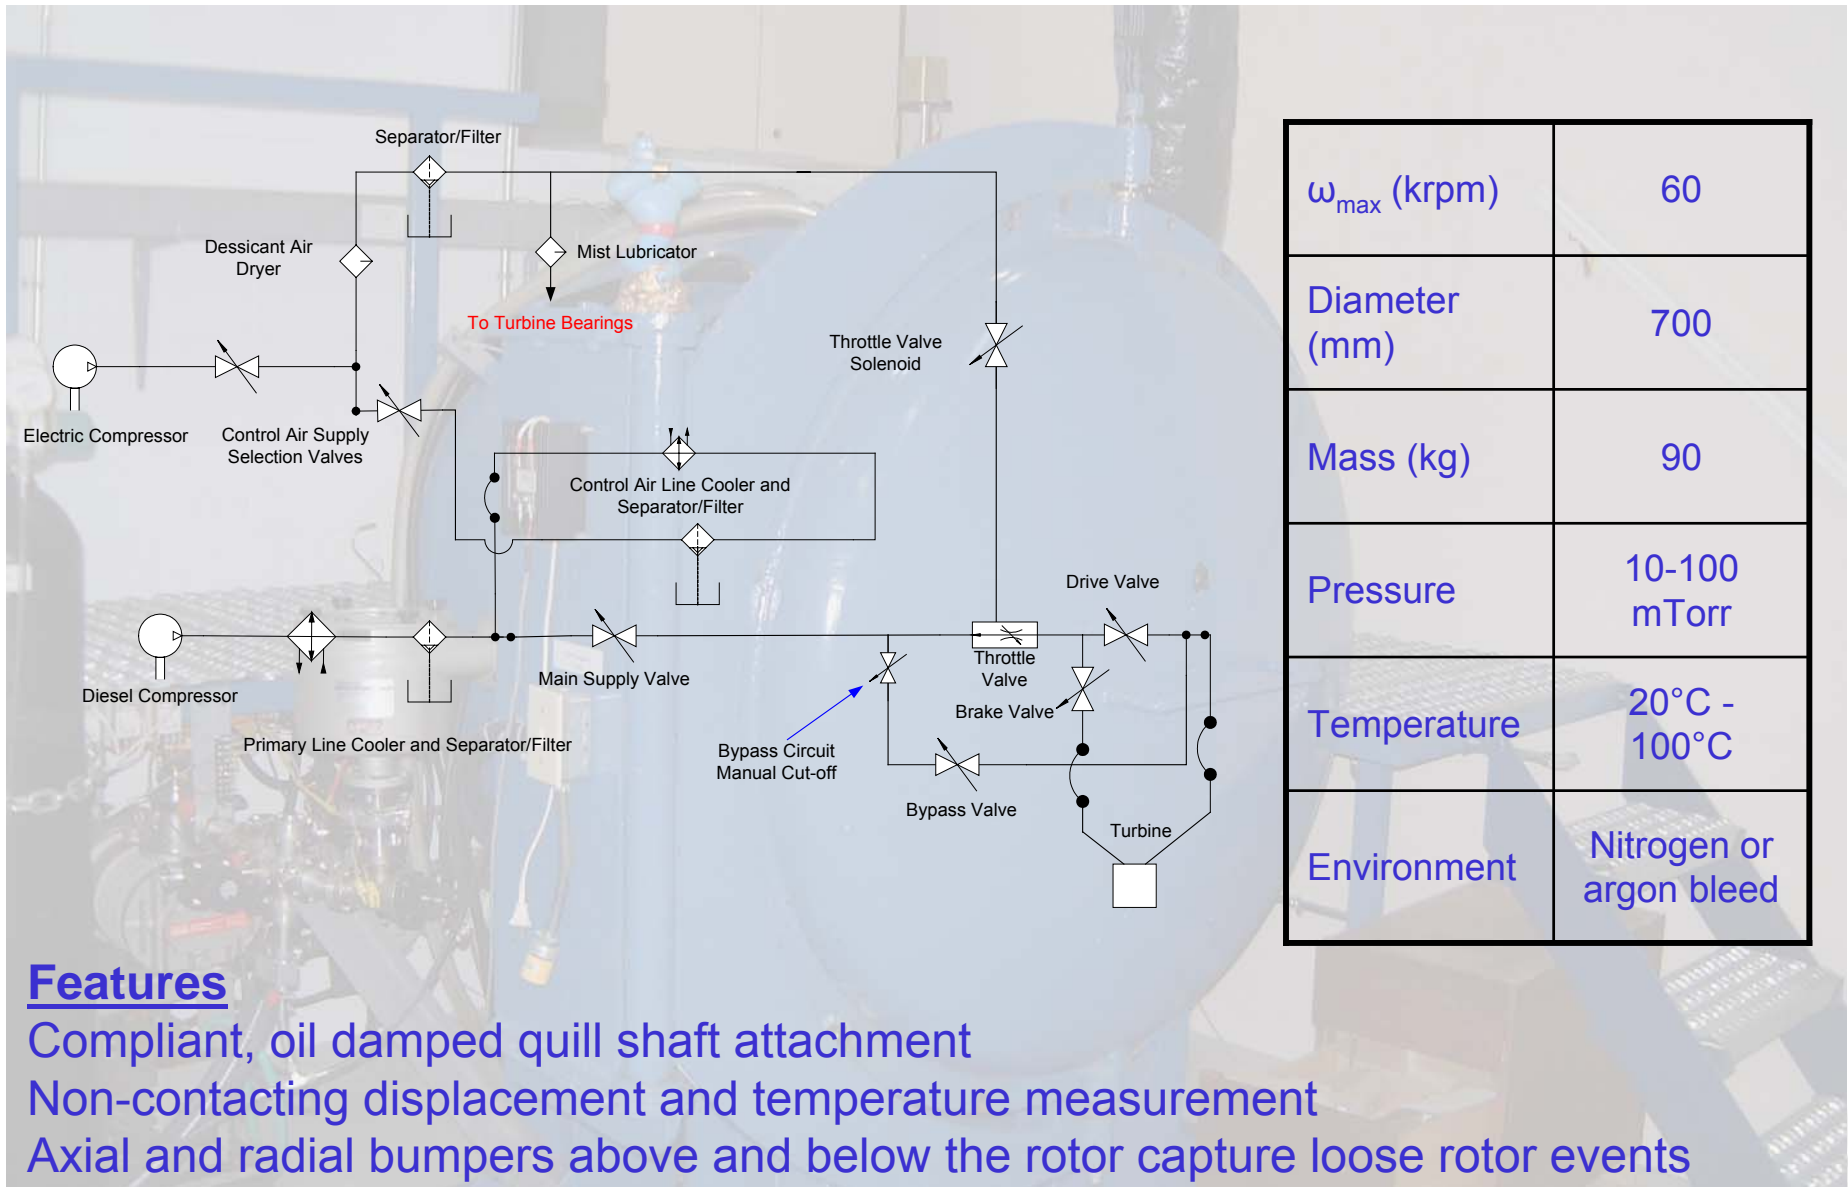 Separator/Filter
Dessicant Air
Dryer
Mist Lubricator
To Turbine Bearings
Throttle Valve
Solenoid
Electric Compressor
Control Air Supply
Selection Valves
Control Air Line Cooler and
Separator/Filter
Drive Valve
Diesel Compressor
Main Supply Valve
Throttle
Valve
Brake Valve
Primary Line Cooler and Separator/Filter
Bypass Circuit
Manual Cut-off
Bypass Valve
Turbine
ωmax (krpm) 60
Diameter
(mm)
700
Mass (kg) 90
Pressure
10-100
mTorr
Temperature
20°C -
100°C
Environment
Nitrogen or
argon bleed
Features
Compliant, oil damped quill shaft attachment
Non-contacting displacement and temperature measurement
Axial and radial bumpers above and below the rotor capture loose rotor events